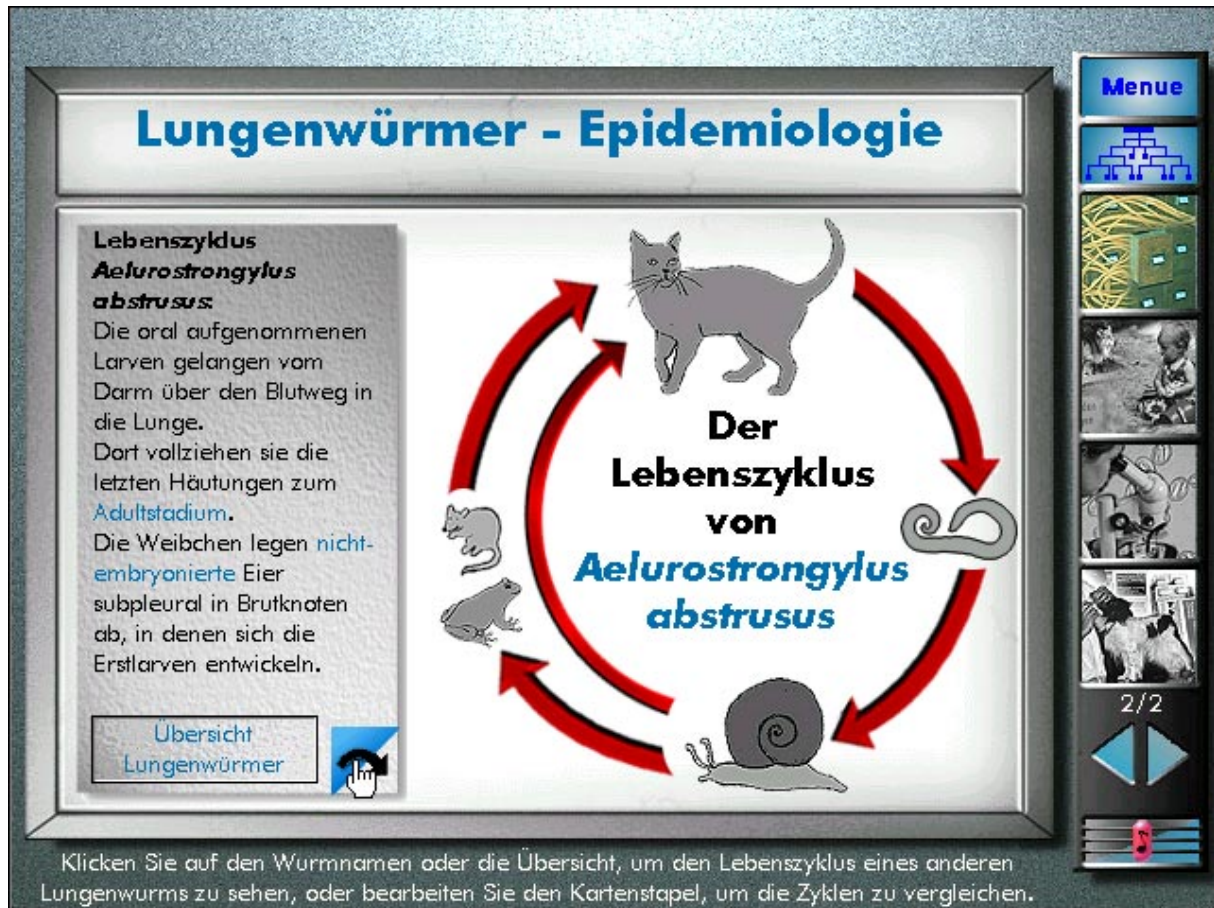 Menue
Lungenwürmer - Epidemiologie
Lebenszyklus
Aelurostrongylus
abstrusus:
Die oral aufgenommenen
Larven gelangen vom
Darm über den Blutweg in
die Lunge.
Dort vollziehen sie die
letzten Häutungen zum
Adultstadium.
Die Weibchen legen nicht-
embryonierte Eier
subpleural in Brutknoten
ab, in denen sich die
Erstlarven entwickeln.
Übersicht
Lungenwürmer
Der
Lebenszyklus
von
Aelurostrongylus
abstrusus
2/2
Klicken Sie auf den Wurmnamen oder die Übersicht, um den Lebenszyklus eines anderen
Lungenwurms zu sehen, oder bearbeiten Sie den Kartenstapel, um die Zyklen zu vergleichen.